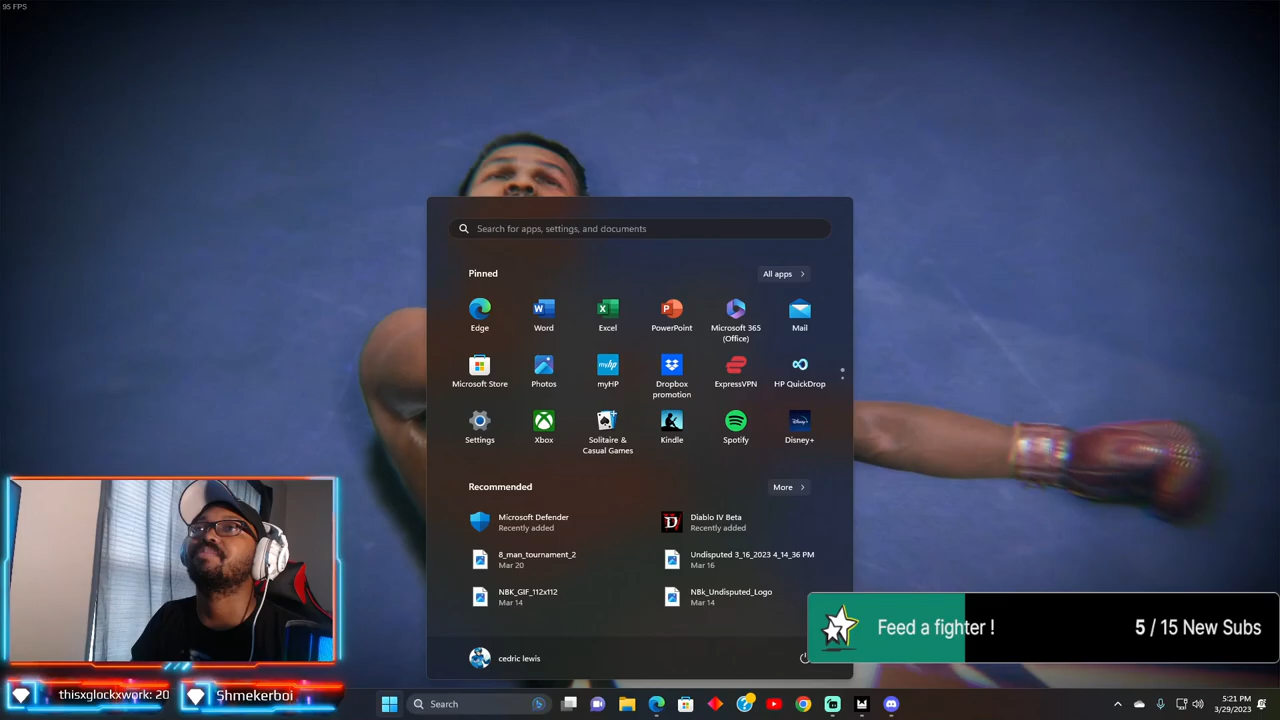 95 FPS
Search for apps, settings, and documents
Pinned
All apps
Edge
Word
Excel
PowerPoint
Microsoft 365
(Office)
Mail
Microsoft Store
Photos
myHP
Dropbox
promotion
ExpressVPN
HP QuickDrop
Settings
Xbox
Solitaire &
Casual Games
Kindle
Spotify
Disney+
Recommended
More
Microsoft Defender
Recently added
Diablo IV Beta
Recently added
8_man_tournament_2
Mar 20
Undisputed 3_16_2023 4_14_36 PM
Mar 16
NBK_GIF_112x112
Mar 14
NBk_Undisputed_Logo
Mar 14
Feed a fighter !
5 / 15 New Subs
cedric lewis
thisxglockxwork: 20
Shmekerboi
Search
5:21 PM
3/29/2023